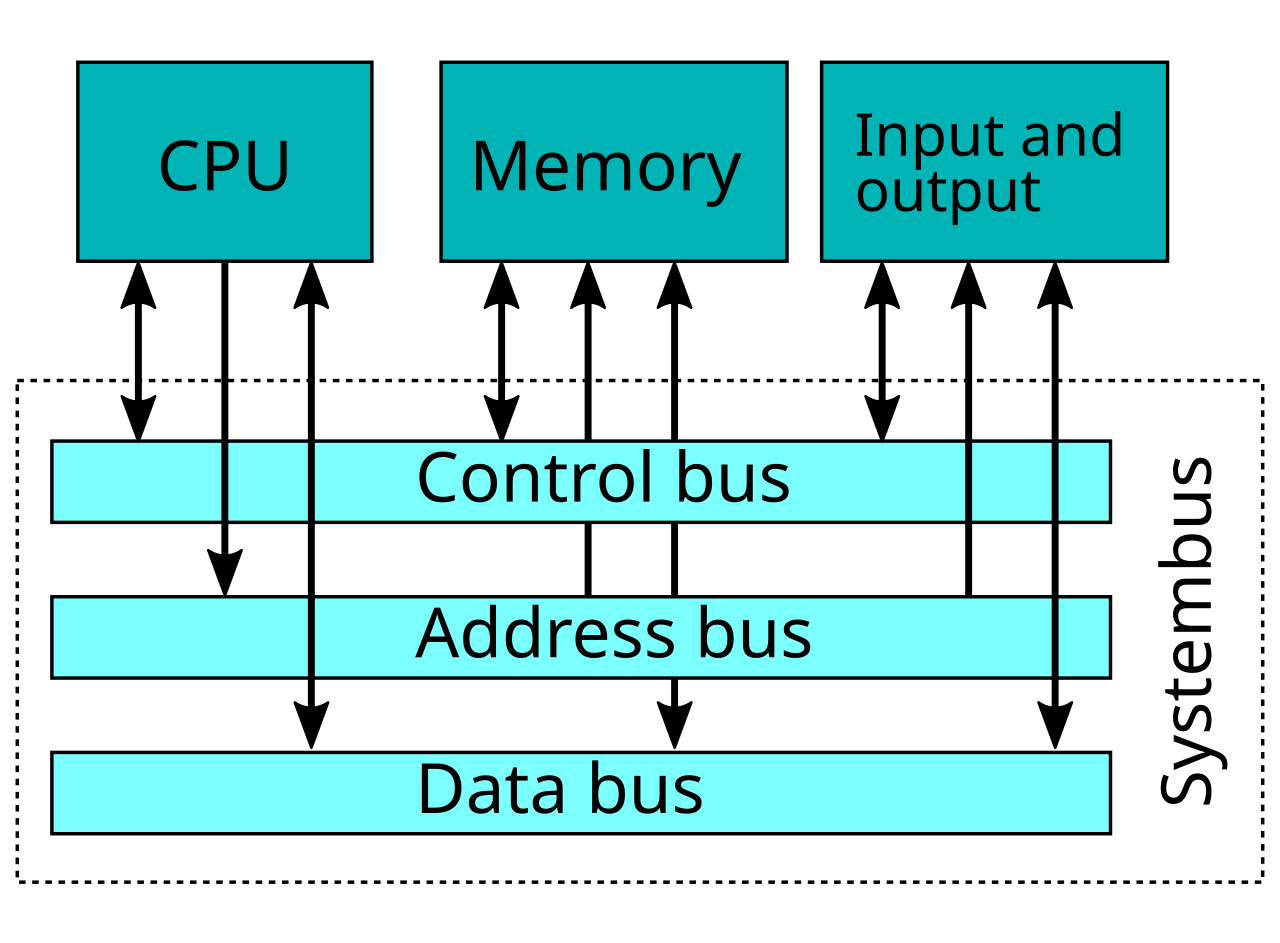 CPU
Memory
Input and
output
Control bus
Address bus
Data bus
Systembus